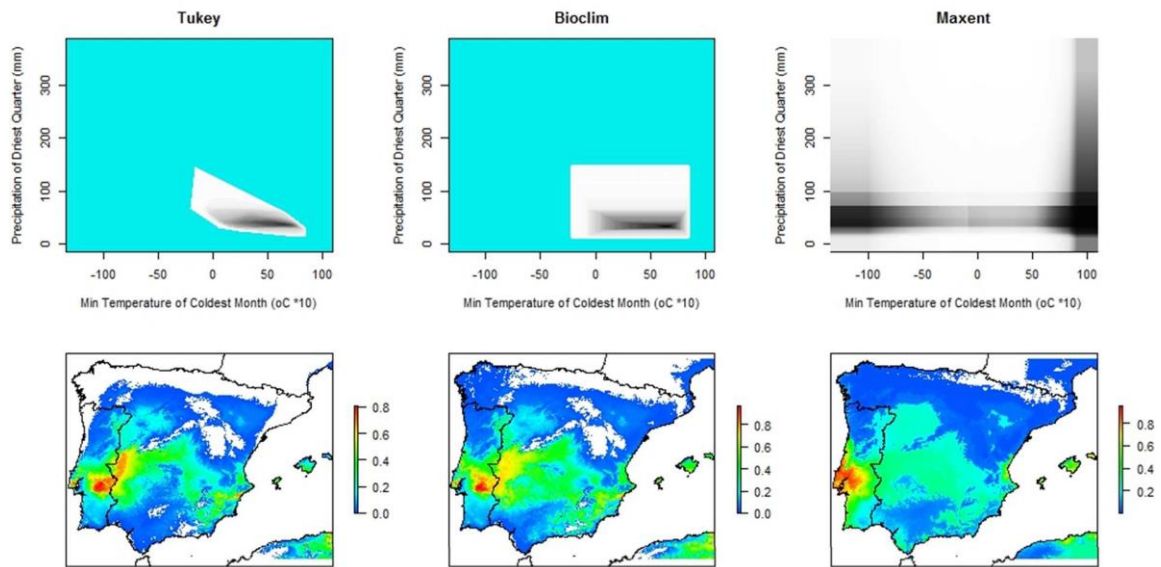 Tukey
Precipitation of Driest Quarter (mm)
300
200
100
0
-100 -50 0 50 100
Min Temperature of Coldest Month (oC *10)
Bioclim
Precipitation of Driest Quarter (mm)
300
200
100
0
-100 -50 0 50 100
Min Temperature of Coldest Month (oC *10)
Maxent
Precipitation of Driest Quarter (mm)
300
200
100
0
-100 -50 0 50 100
Min Temperature of Coldest Month (oC *10)
0.8
0.6
0.4
0.2
0.0
0.8
0.6
0.4
0.2
0.0
0.8
0.6
0.4
0.2